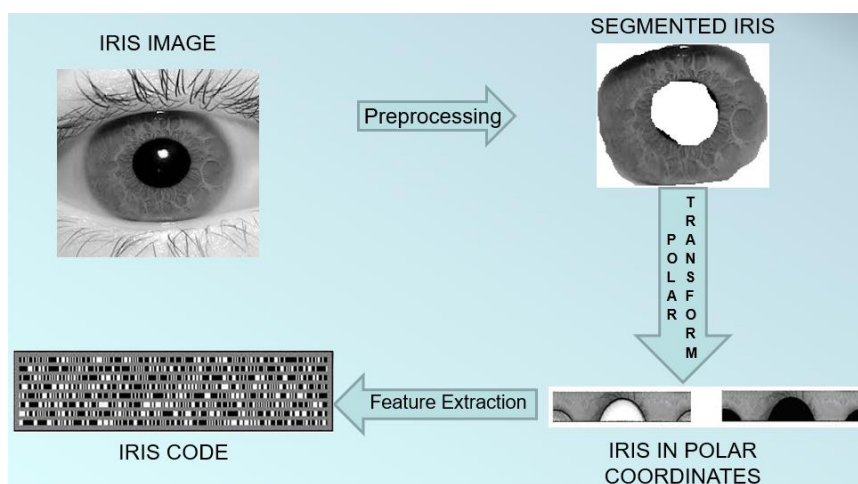 IRIS IMAGE
SEGMENTED IRIS
Preprocessing
POLAR
TRANSFORM
IRIS IN POLAR
COORDINATES
Feature Extraction
IRIS CODE